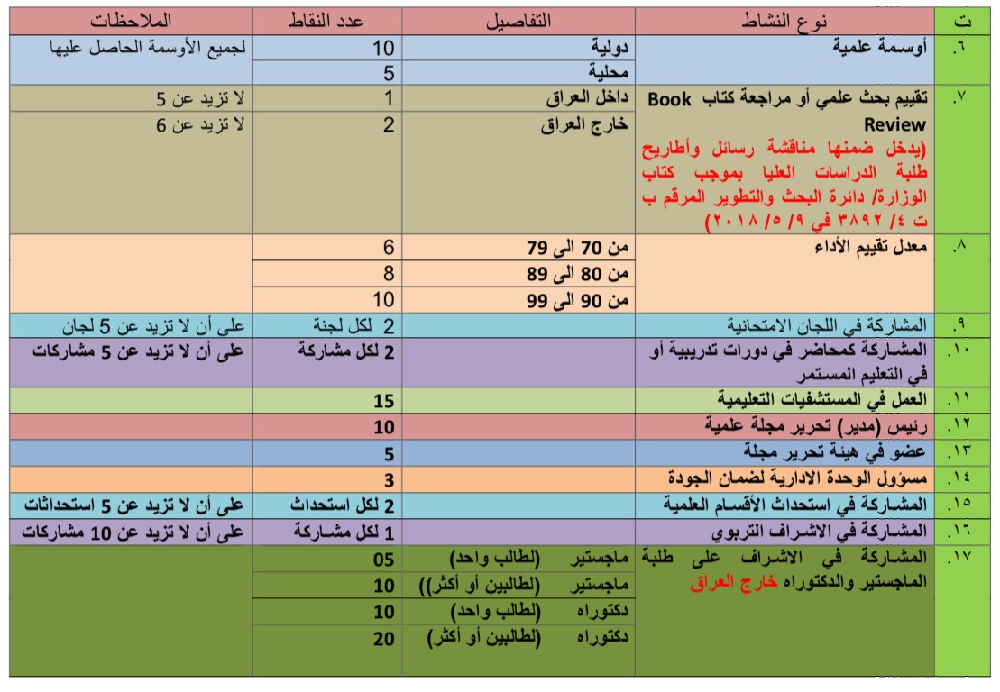 ت نوع النشاط التفاصيل عدد النقاط الملاحظات
٦. أوسمة علمية دولية 10 لجميع الأوسمة الحاصل عليها
محلية 5
٧. تقييم بحث علمي أو مراجعة كتاب Book داخل العراق 1 لا تزيد عن 5
Review خارج العراق 2 لا تزيد عن 6
(يدخل ضمنها مناقشة رسائل وأطاريح
طلبة الدراسات العليا بموجب كتاب
الوزارة/ دائرة البحث والتطوير المرقم ب
ت ٤/ ٣٨٩٢ في ٩/ ٥/ ٢٠١٨)
٨. معدل تقييم الأداء من 70 الى 79 6
من 80 الى 89 8
من 90 الى 99 10
٩. المشاركة في اللجان الامتحانية 2 لكل لجنة على أن لا تزيد عن 5 لجان
١٠. المشاركة كمحاضر في دورات تدريبية أو 2 لكل مشاركة على أن لا تزيد عن 5 مشاركات
في التعليم المستمر
١١. العمل في المستشفيات التعليمية 15
١٢. رئيس (مدير) تحرير مجلة علمية 10
١٣. عضو في هيئة تحرير مجلة 5
١٤. مسؤول الوحدة الادارية لضمان الجودة 3
١٥. المشاركة في استحداث الأقسام العلمية 2 لكل استحداث على أن لا تزيد عن 5 استحداثات
١٦. المشاركة في الاشراف التربوي 1 لكل مشاركة على أن لا تزيد عن 10 مشاركات
١٧. المشاركة في الاشراف على طلبة ماجستير (لطالب واحد) 05
الماجستير والدكتوراه خارج العراق ماجستير (لطالبين أو أكثر)) 10
دكتوراه (لطالب واحد) 10
دكتوراه (لطالبين أو أكثر) 20